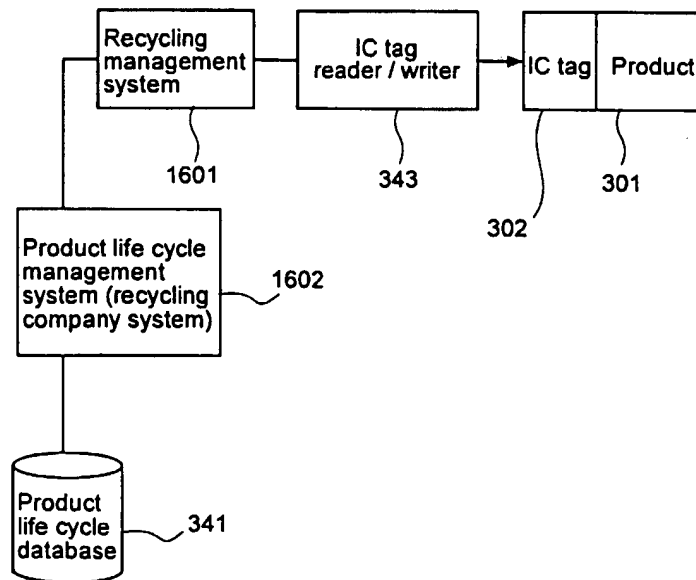 Recycling
management
system
IC tag
reader / writer
IC tag
Product
1601
343
302
301
Product life cycle
management
system (recycling
company system)
1602
Product
life cycle
database
341